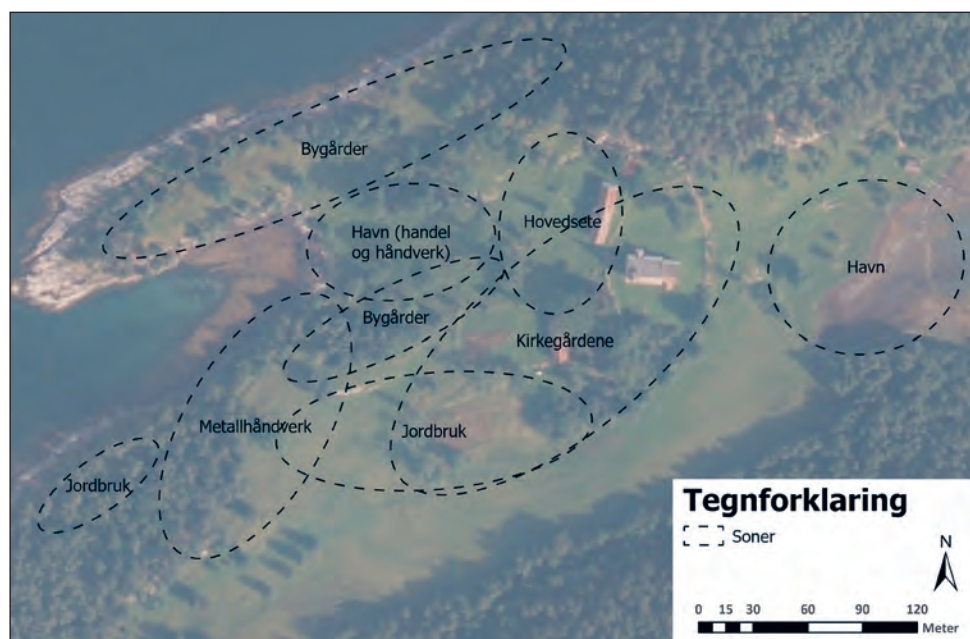 Bygårder
Havn (handel
og håndverk)
Hovedsete
Havn
Bygårder
Kirkegårdene
Metallhåndverk
Jordbruk
Jordbruk
Tegnforklaring
Soner
N
0 15 30 60 90 120
Meter